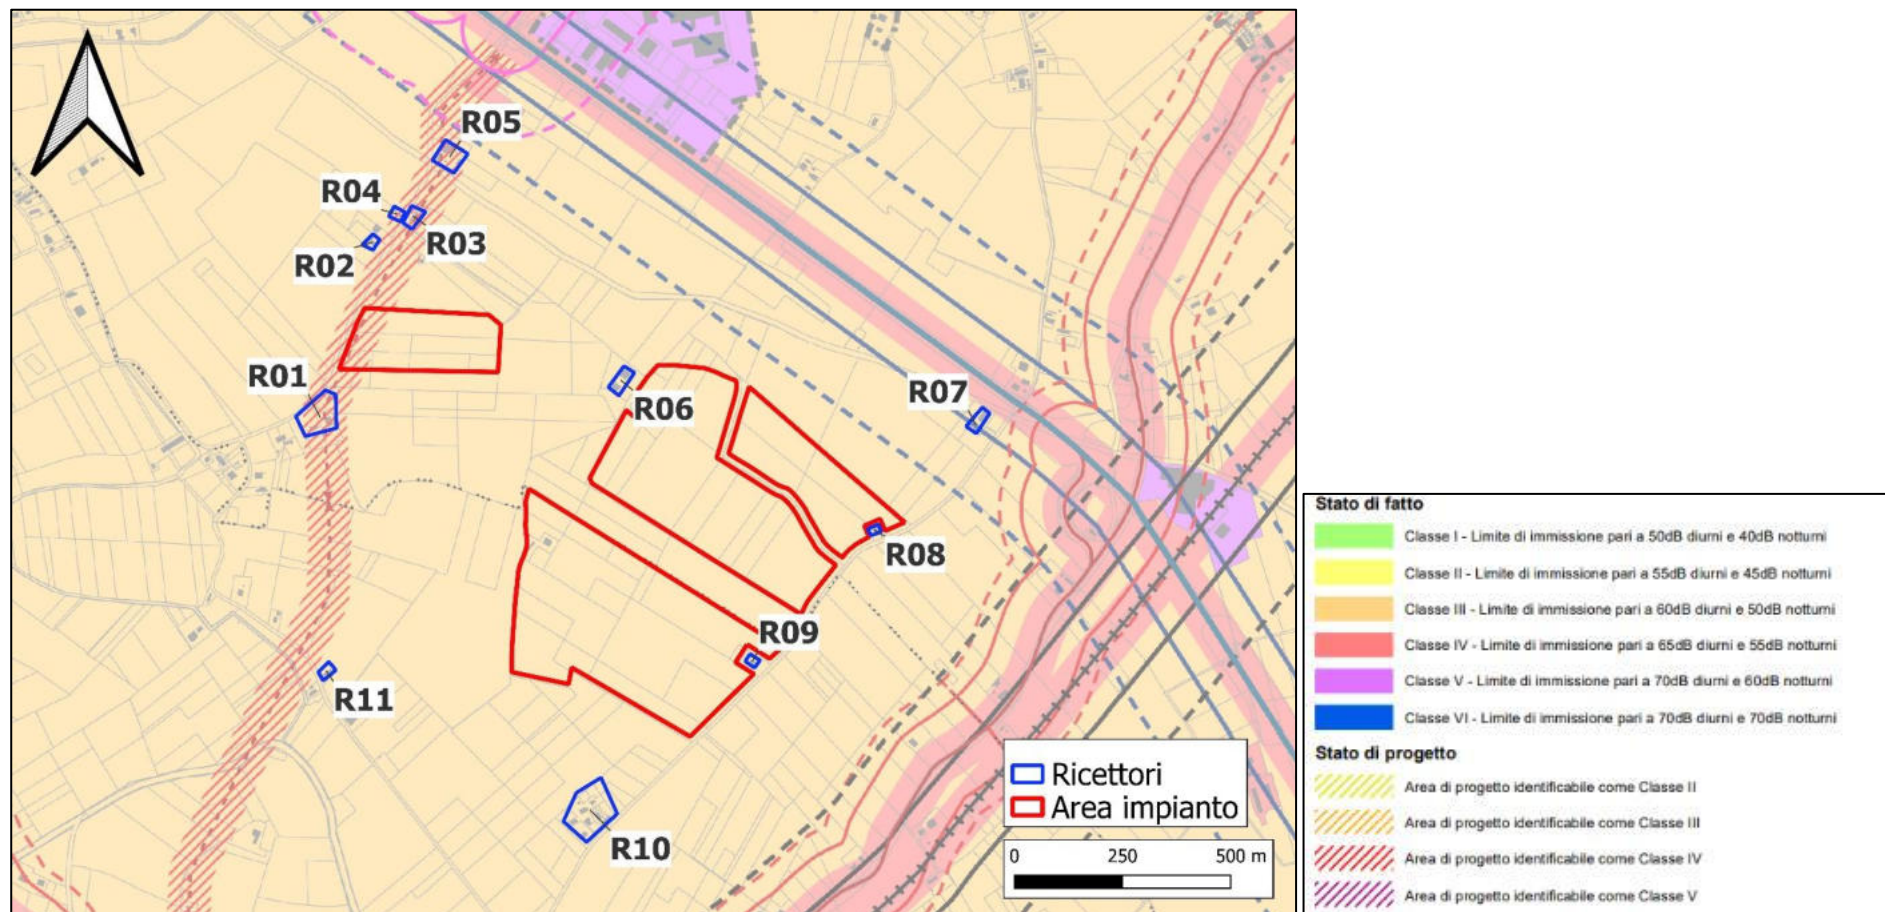 R05
R04
R03
R02
R01
R06
R07
R08
R09
R11
R10
Ricettori
Area impianto
0 250 500 m
Stato di fatto
Classe I - Limite di immissione pari a 50dB diurni e 40dB notturni
Classe II - Limite di immissione pari a 55dB diurni e 45dB notturni
Classe III - Limite di immissione pari a 60dB diurni e 50dB notturni
Classe IV - Limite di immissione pari a 65dB diurni e 55dB notturni
Classe V - Limite di immissione pari a 70dB diurni e 60dB notturni
Classe VI - Limite di immissione pari a 70dB diurni e 70dB notturni
Stato di progetto
Area di progetto identificabile come Classe II
Area di progetto identificabile come Classe III
Area di progetto identificabile come Classe IV
Area di progetto identificabile come Classe V